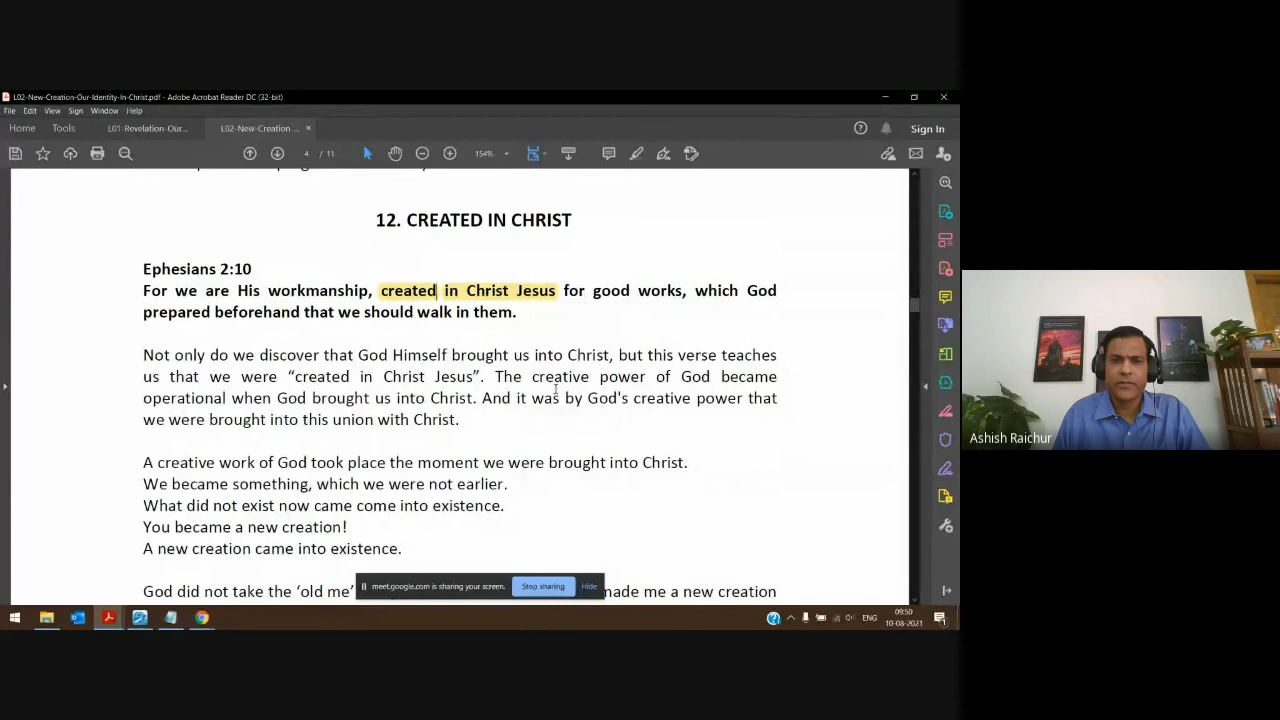 L02-New-Creation-Our-Identity-In-Christ.pdf - Adobe Acrobat Reader DC (32-bit)
File Edit View Sign Window Help
Home Tools L01-Revelation-Our... L02-New-Creation ... Sign In
4 / 11 154%
12. CREATED IN CHRIST
Ephesians 2:10
For we are His workmanship, created in Christ Jesus for good works, which God
prepared beforehand that we should walk in them.
Not only do we discover that God Himself brought us into Christ, but this verse teaches
us that we were “created in Christ Jesus”. The creative power of God became
operational when God brought us into Christ. And it was by God's creative power that
we were brought into this union with Christ.
A creative work of God took place the moment we were brought into Christ.
We became something, which we were not earlier.
What did not exist now came come into existence.
You became a new creation!
A new creation came into existence.
God did not take the ‘old me’ made me a new creation
meet.google.com is sharing your screen. Stop sharing Hide
ENG
09:50
10-08-2021
Ashish Raichur